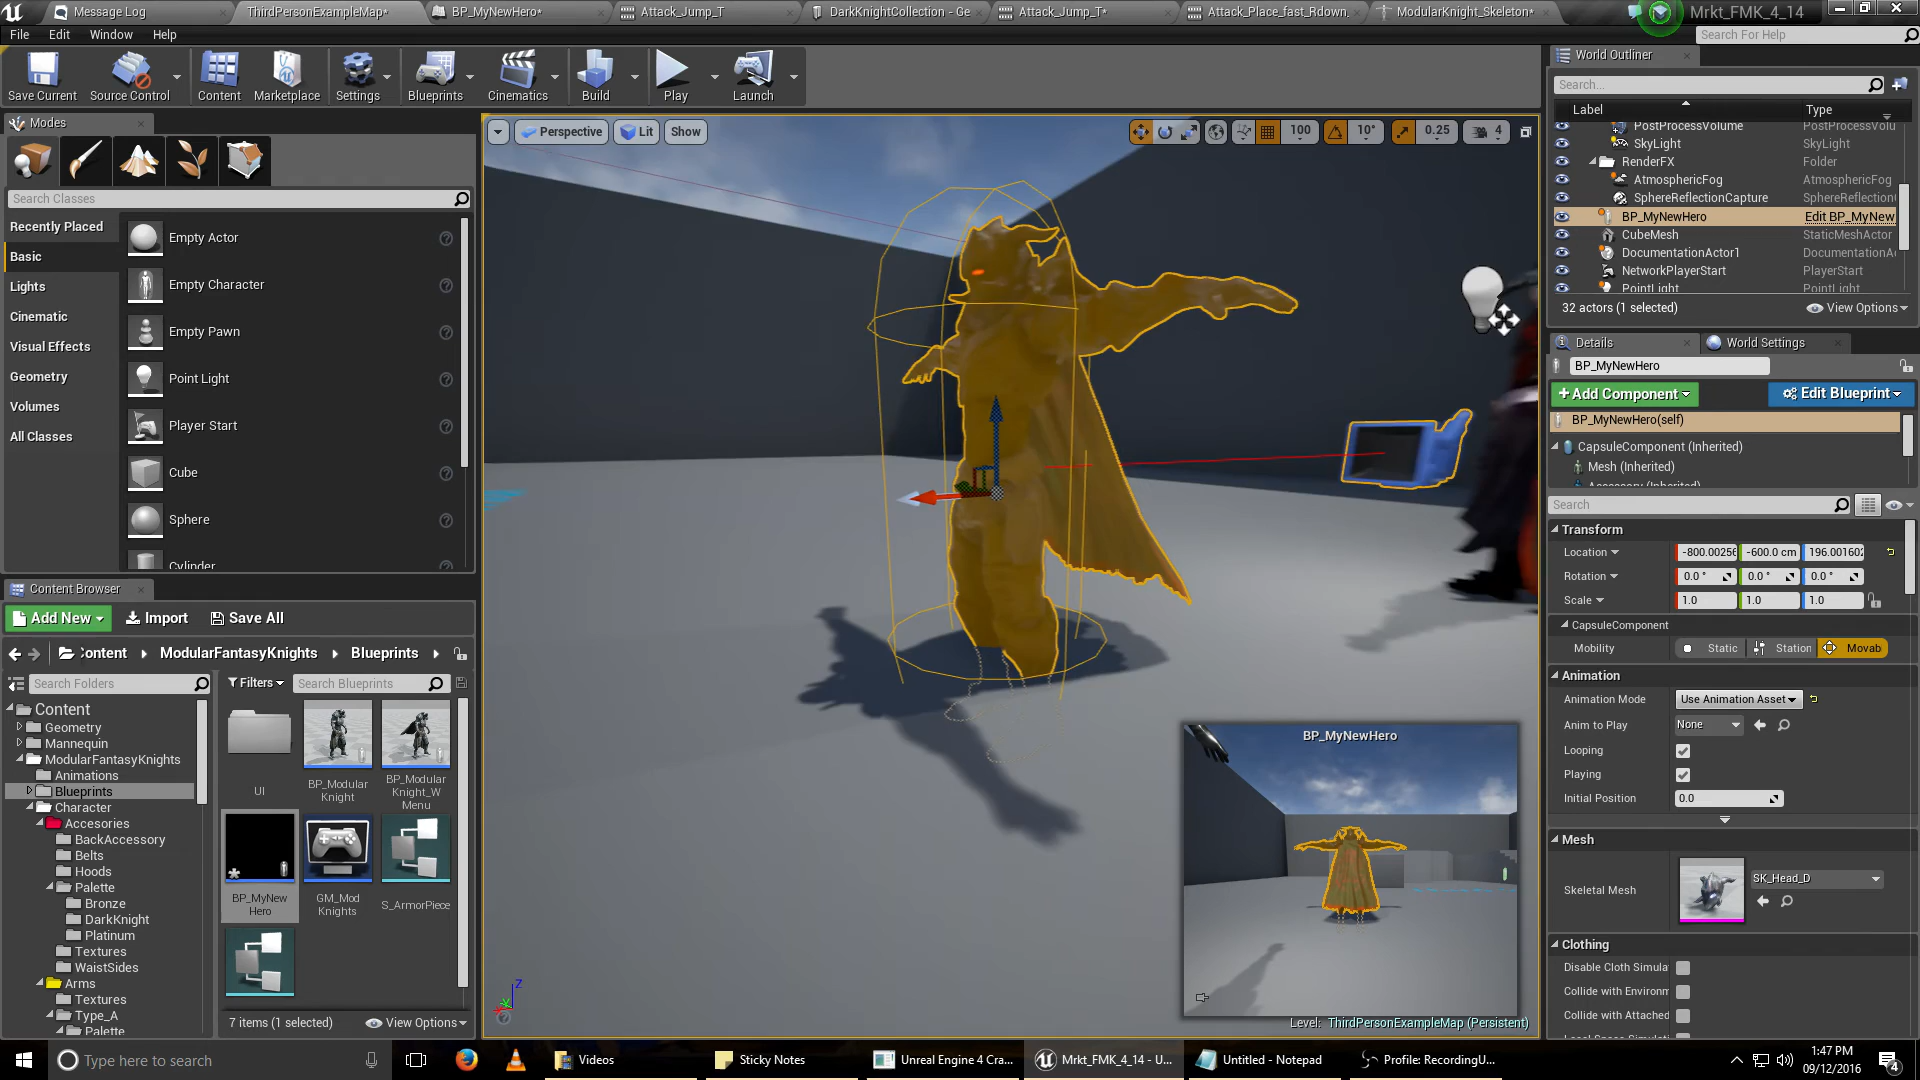 Message Log
ThirdPersonExampleMap*
BP_MyNewHero*
Attack_Jump_T
DarkKnightCollection - Ge
Attack_Jump_T*
Attack_Place_fast_Rdown
ModularKnight_Skeleton*
Mrkt_FMK_4_14
File Edit Window Help
Search For Help
Save Current
Source Control
Content
Marketplace
Settings
Blueprints
Cinematics
Build
Play
Launch
Modes
Search Classes
Recently Placed
Basic
Lights
Cinematic
Visual Effects
Geometry
Volumes
All Classes
Empty Actor
Empty Character
Empty Pawn
Point Light
Player Start
Cube
Sphere
Cylinder
Content Browser
Add New
Import
Save All
ontent
ModularFantasyKnights
Blueprints
Search Folders
Filters
Search Blueprints
Content
Geometry
Mannequin
ModularFantasyKnights
Animations
Blueprints
Character
Accesories
BackAccessory
Belts
Hoods
Palette
Bronze
DarkKnight
Platinum
Textures
WaistSides
Arms
Textures
Type_A
Palette
UI
BP_Modular
Knight
BP_Modular
Knight_W
Menu
BP_MyNew
Hero
GM_Mod
Knights
S_ArmorPiece
7 items (1 selected)
View Options
Perspective
Lit
Show
100
10°
0.25
4
BP_MyNewHero
Level: ThirdPersonExampleMap (Persistent)
World Outliner
Search...
Label
Type
PostProcessVolume PostProcessVolu
SkyLight SkyLight
RenderFX Folder
AtmosphericFog AtmosphericFog
SphereReflectionCapture SphereReflection
BP_MyNewHero Edit BP_MyNew
CubeMesh StaticMeshActor
DocumentationActor1 DocumentationA
NetworkPlayerStart PlayerStart
PointLight PointLight
32 actors (1 selected)
View Options
Details
World Settings
BP_MyNewHero
Add Component
Edit Blueprint
BP_MyNewHero(self)
CapsuleComponent (Inherited)
Mesh (Inherited)
Accessory (Inherited)
Search
Transform
Location -800.00256 -600.0 cm 196.001602
Rotation 0.0 ° 0.0 ° 0.0 °
Scale 1.0 1.0 1.0
CapsuleComponent
Mobility Static Station Movab
Animation
Animation Mode Use Animation Asset
Anim to Play None
Looping
Playing
Initial Position 0.0
Mesh
Skeletal Mesh SK_Head_D
Clothing
Disable Cloth Simula
Collide with Environm
Collide with Attached
Type here to search
Videos
Sticky Notes
Unreal Engine 4 Cra...
Mrkt_FMK_4_14 - U...
Untitled - Notepad
Profile: RecordingU...
1:47 PM
09/12/2016
4